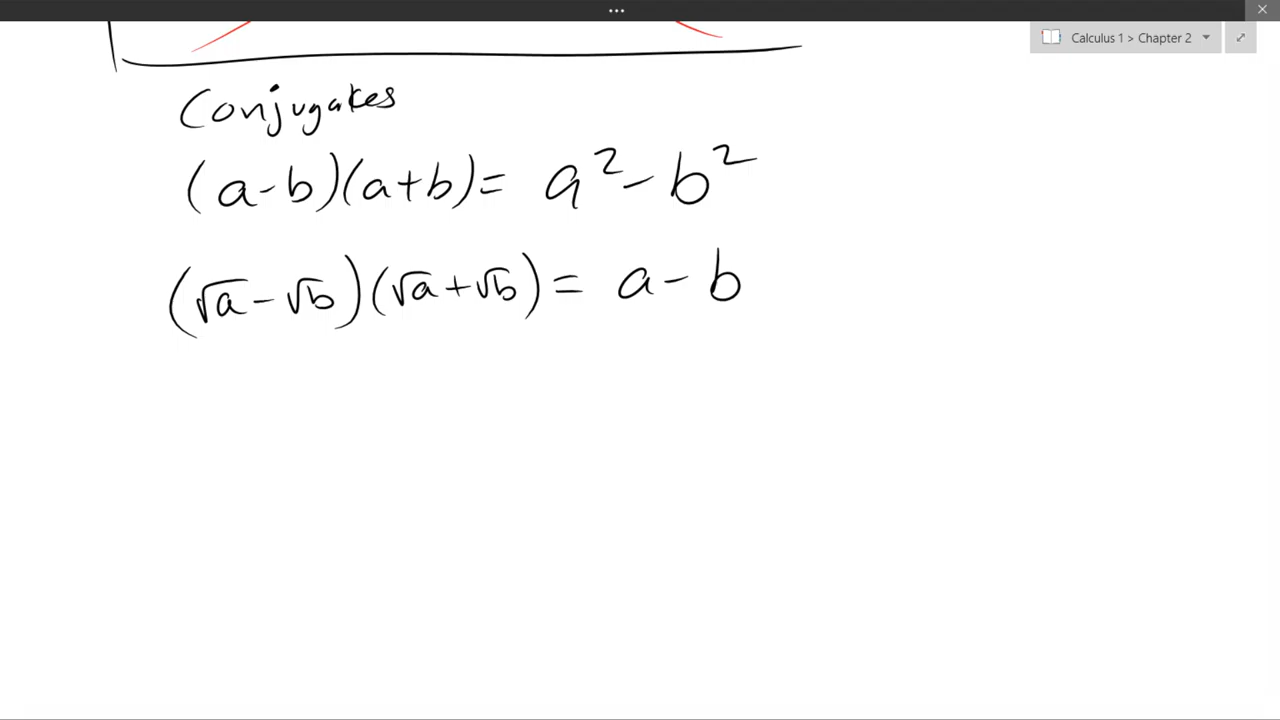 Calculus 1 > Chapter 2
Conjugates
(a-b)(a+b)= a² - b²
(√a - √b)(√a + √b) = a - b